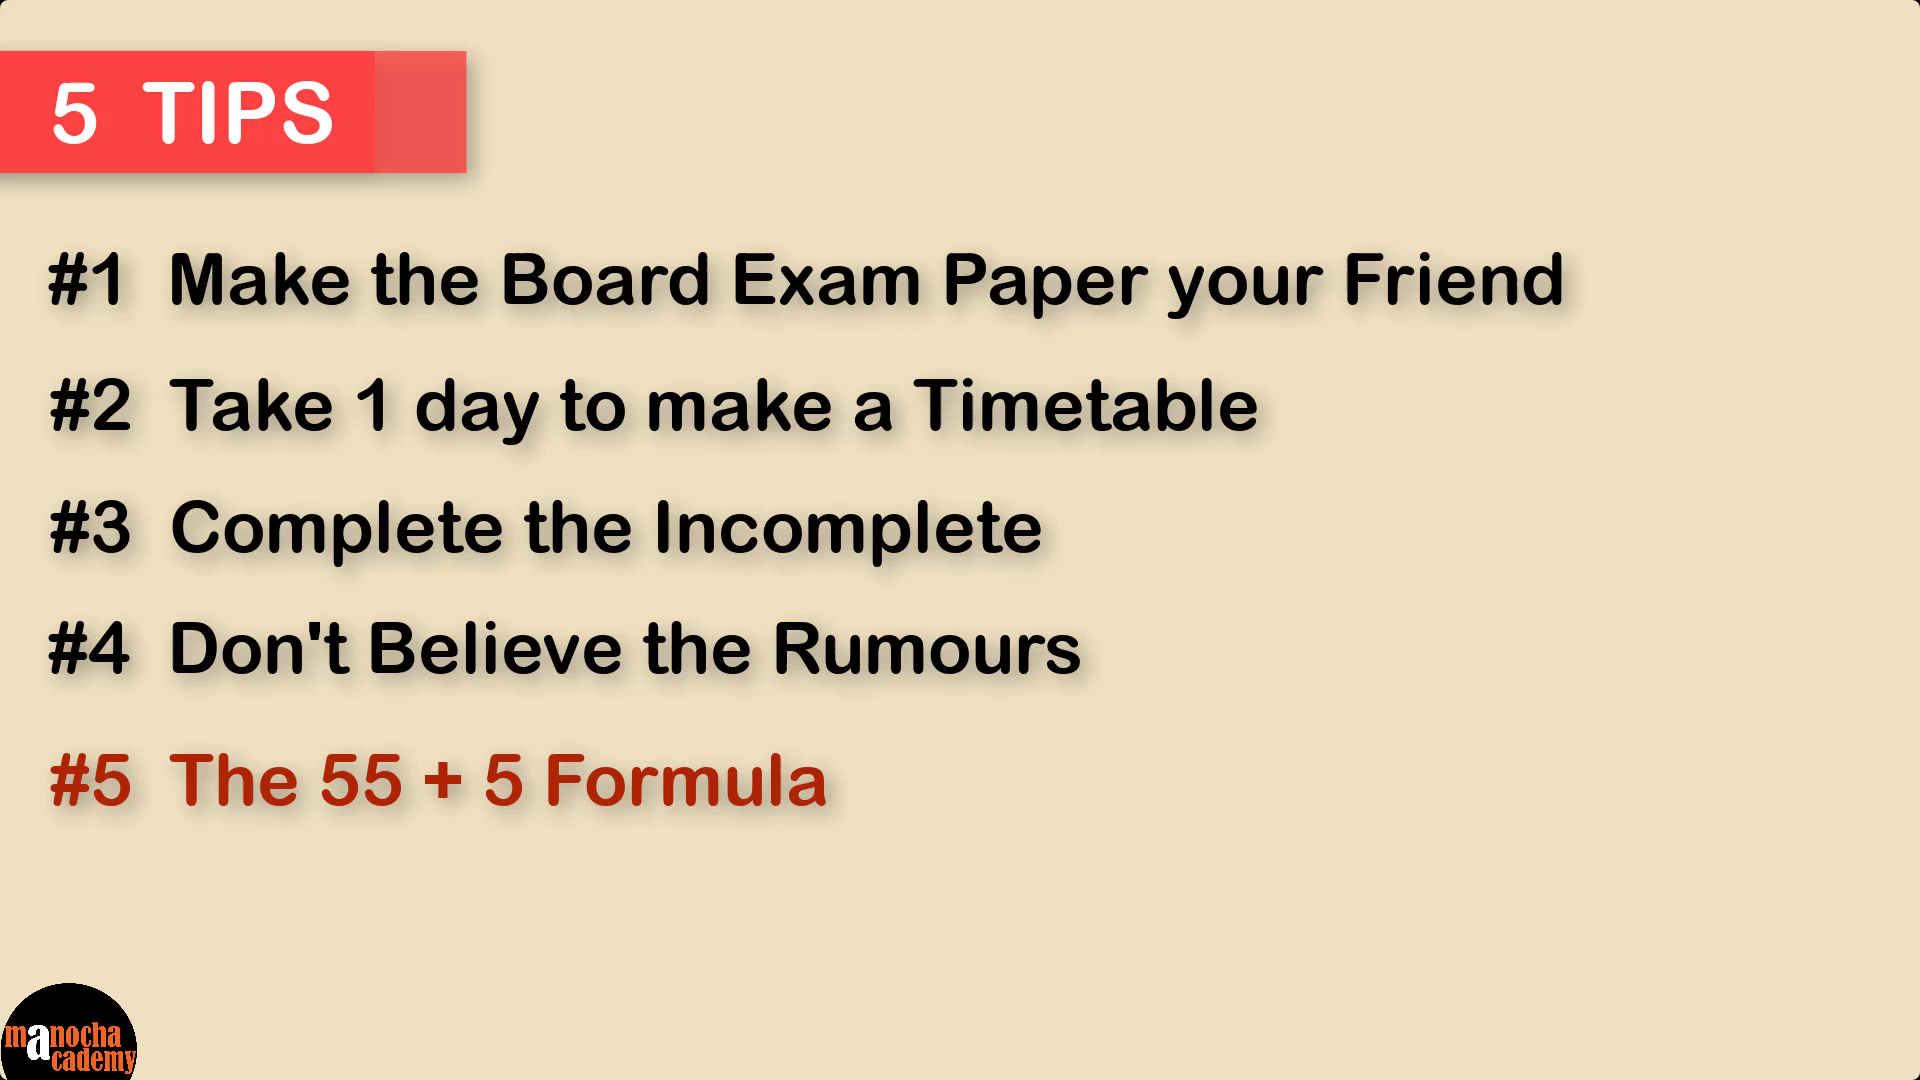 5 TIPS
#1 Make the Board Exam Paper your Friend
#2 Take 1 day to make a Timetable
#3 Complete the Incomplete
#4 Don't Believe the Rumours
#5 The 55 + 5 Formula
manocha
cademy